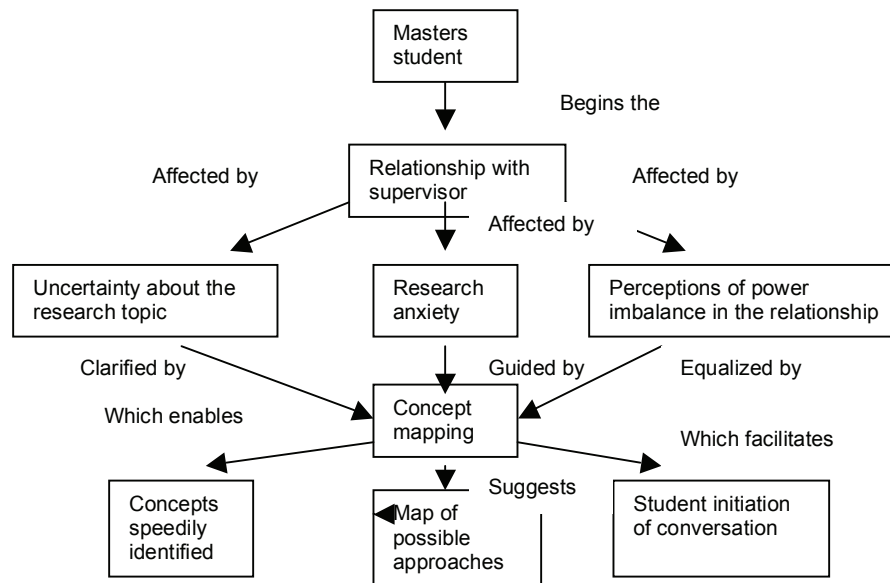 Masters
student
Begins the
Relationship with
supervisor
Affected by
Affected by
Affected by
Uncertainty about the
research topic
Research
anxiety
Perceptions of power
imbalance in the relationship
Clarified by
Guided by
Equalized by
Concept
mapping
Which enables
Which facilitates
Suggests
Concepts
speedily
identified
Map of
possible
approaches
Student initiation
of conversation